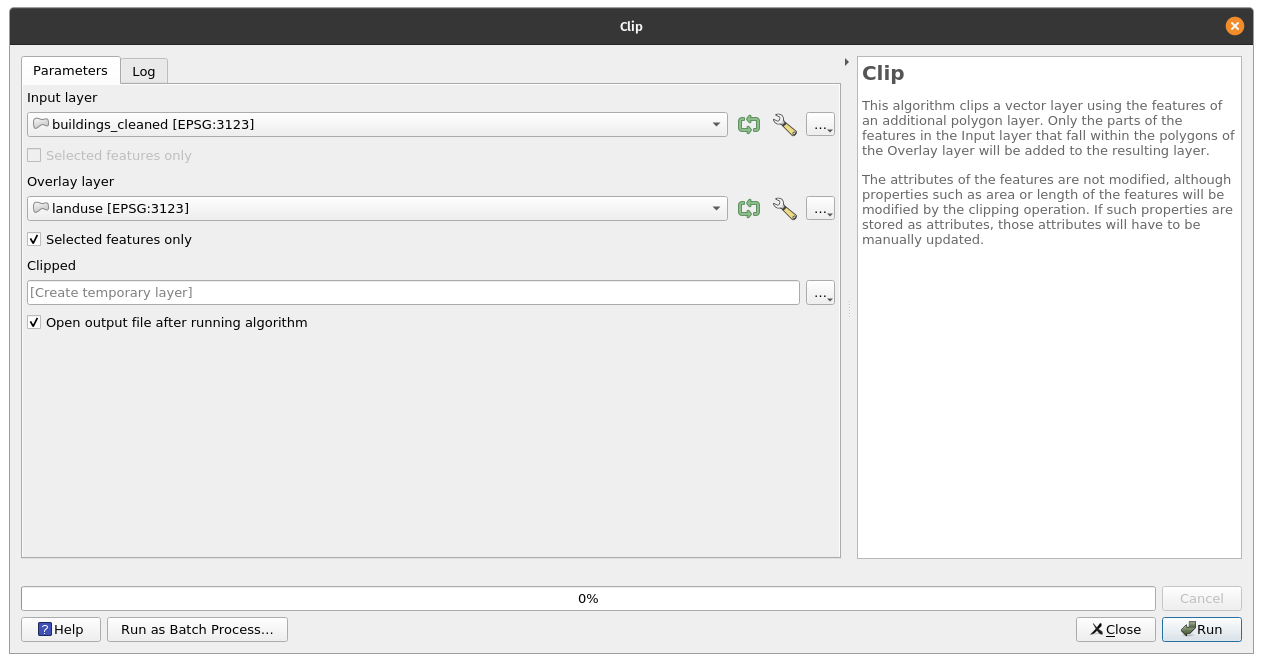 Clip
Parameters
Log
Input layer
buildings_cleaned [EPSG:3123]
...
Selected features only
Overlay layer
landuse [EPSG:3123]
...
Selected features only
Clipped
[Create temporary layer]
...
Open output file after running algorithm
Clip
This algorithm clips a vector layer using the features of
an additional polygon layer. Only the parts of the
features in the Input layer that fall within the polygons of
the Overlay layer will be added to the resulting layer.
The attributes of the features are not modified, although
properties such as area or length of the features will be
modified by the clipping operation. If such properties are
stored as attributes, those attributes will have to be
manually updated.
0%
Cancel
? Help
Run as Batch Process...
Close
Run